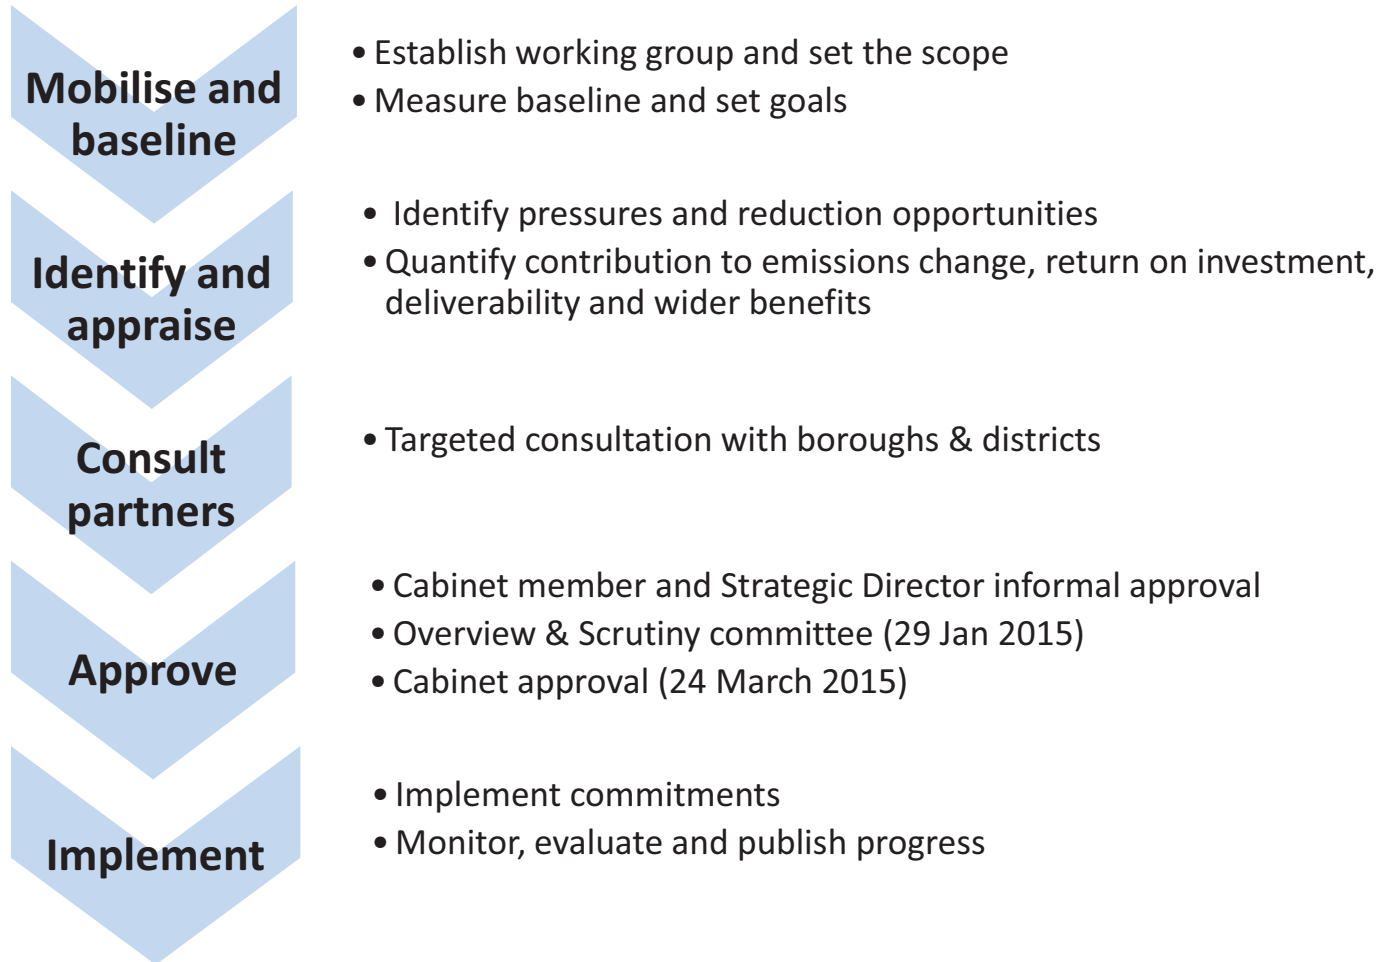 Mobilise and
baseline
• Establish working group and set the scope
• Measure baseline and set goals
Identify and
appraise
• Identify pressures and reduction opportunities
• Quantify contribution to emissions change, return on investment,
deliverability and wider benefits
Consult
partners
• Targeted consultation with boroughs & districts
Approve
• Cabinet member and Strategic Director informal approval
• Overview & Scrutiny committee (29 Jan 2015)
• Cabinet approval (24 March 2015)
Implement
• Implement commitments
• Monitor, evaluate and publish progress